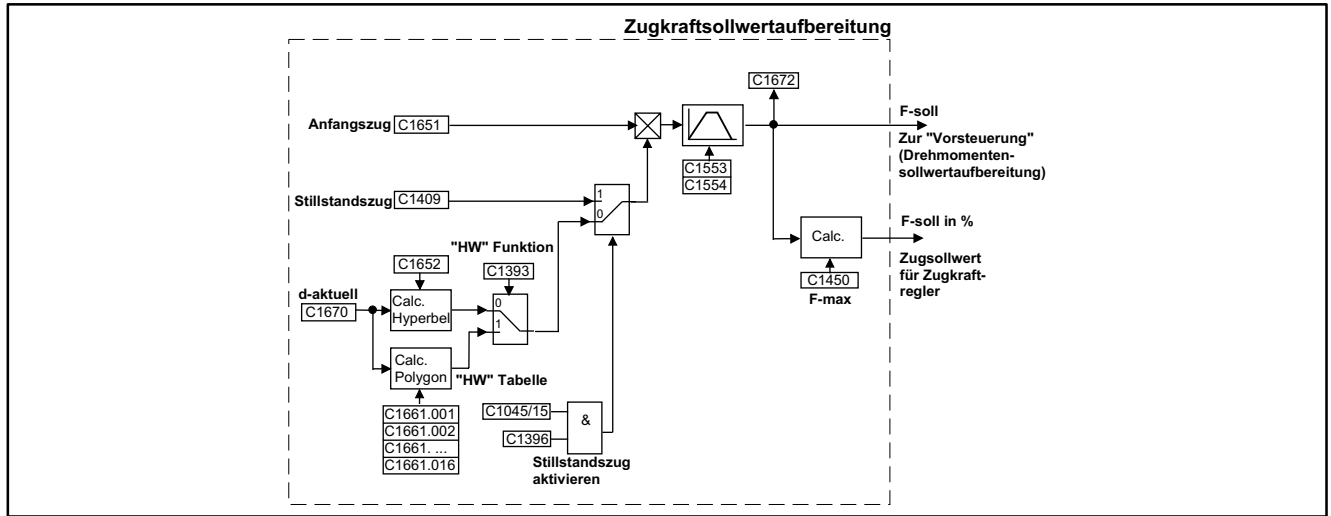 Zugkraftsollwertaufbereitung
C1672
F-soll
Zur "Vorsteuerung"
(Drehmomenten-
sollwertaufbereitung)
Anfangszug C1651
C1553
C1554
Stillstandszug C1409
1
0
F-soll in %
Calc.
Zugsollwert
für Zugkraft-
regler
C1450
F-max
"HW" Funktion
C1652
C1393
d-aktuell
C1670
Calc.
Hyperbel
0
1
Calc.
Polygon
"HW" Tabelle
C1661.001
C1661.002
C1661. ...
C1661.016
C1045/15
&
C1396
Stillstandszug
aktivieren